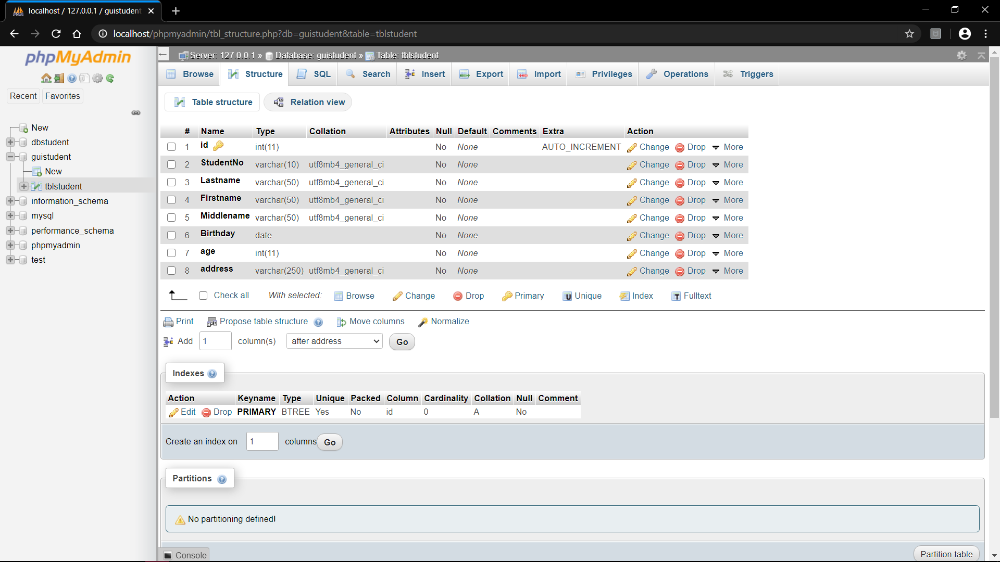 localhost / 127.0.0.1 / guistudent
localhost/phpmyadmin/tbl_structure.php?db=guistudent&table=tblstudent
phpMyAdmin
Recent Favorites
New
dbstudent
guistudent
New
tblstudent
information_schema
mysql
performance_schema
phpmyadmin
test
Server: 127.0.0.1 » Database: guistudent » Table: tblstudent
Browse Structure SQL Search Insert Export Import Privileges Operations Triggers
Table structure Relation view
# Name Type Collation Attributes Null Default Comments Extra Action
1 id int(11) No None AUTO_INCREMENT Change Drop More
2 StudentNo varchar(10) utf8mb4_general_ci No None Change Drop More
3 Lastname varchar(50) utf8mb4_general_ci No None Change Drop More
4 Firstname varchar(50) utf8mb4_general_ci No None Change Drop More
5 Middlename varchar(50) utf8mb4_general_ci No None Change Drop More
6 Birthday date No None Change Drop More
7 age int(11) No None Change Drop More
8 address varchar(250) utf8mb4_general_ci No None Change Drop More
Check all With selected: Browse Change Drop Primary Unique Index Fulltext
Print Propose table structure Move columns Normalize
Add 1 column(s) after address Go
Indexes
Action Keyname Type Unique Packed Column Cardinality Collation Null Comment
Edit Drop PRIMARY BTREE Yes No id 0 A No
Create an index on 1 columns Go
Partitions
No partitioning defined!
Console Partition table